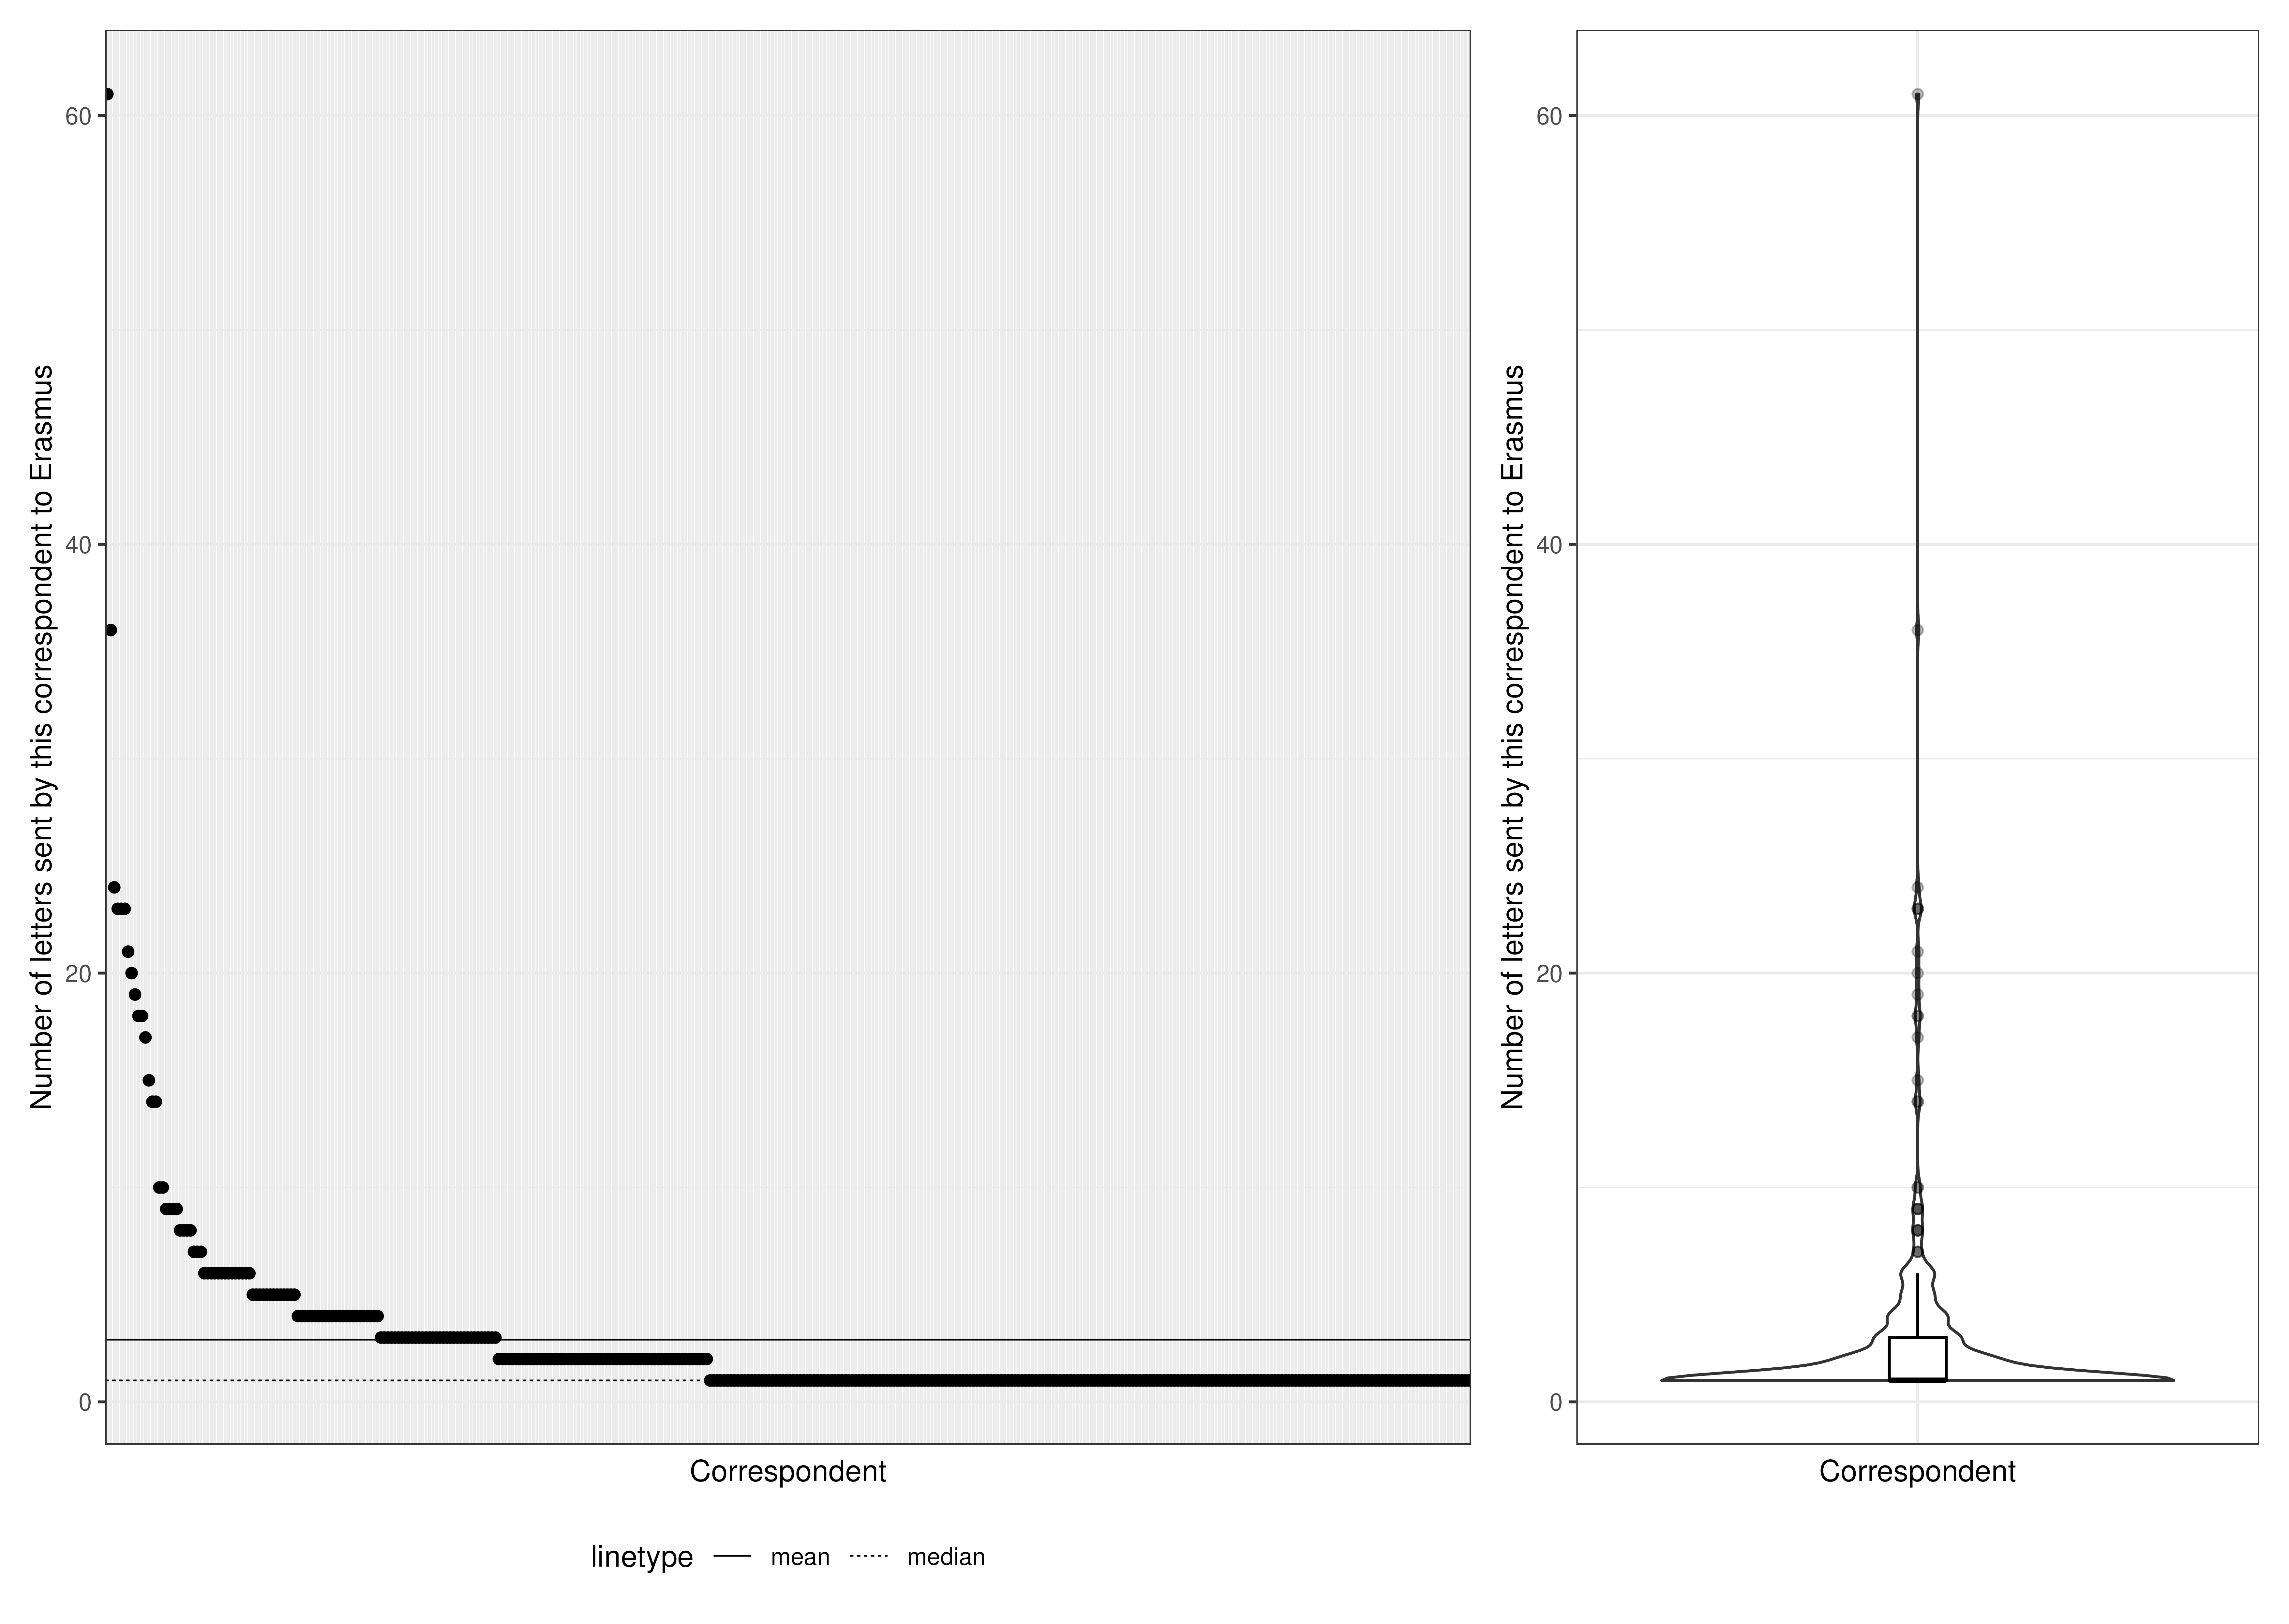 Number of letters sent by this correspondent to Erasmus
60
40
20
0
Correspondent
linetype mean median
Number of letters sent by this correspondent to Erasmus
60
40
20
0
Correspondent